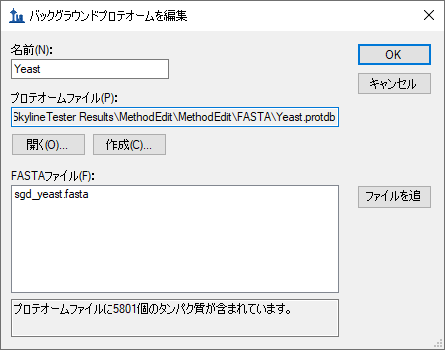 バックグラウンドプロテオームを編集
名前(N):
Yeast
OK
キャンセル
プロテオームファイル(P):
SkylineTester Results\MethodEdit\MethodEdit\FASTA\Yeast.protdb
開く(O)...
作成(C)...
FASTAファイル(F):
sgd_yeast.fasta
ファイルを追
プロテオームファイルに5801個のタンパク質が含まれています。